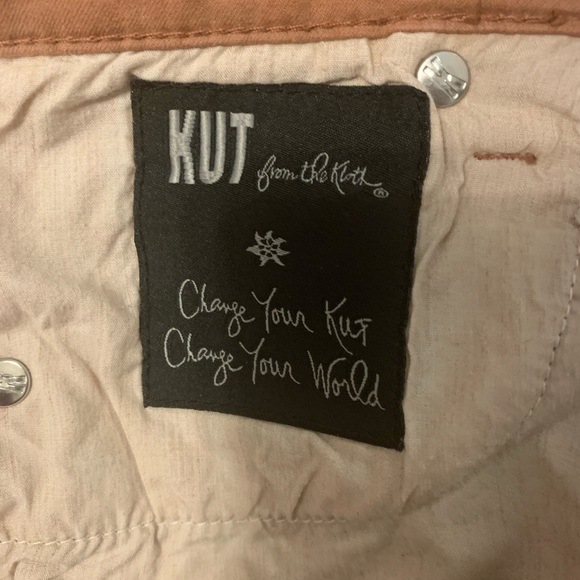 KUT from the Kloth®
Change Your Kut
Change Your World